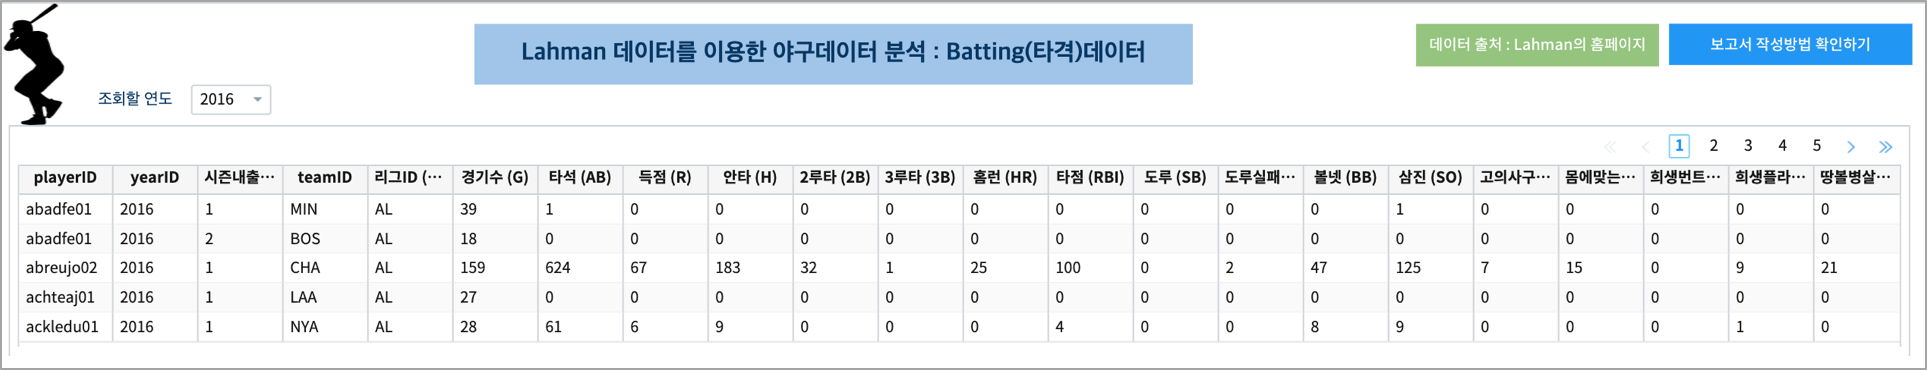 Lahman 데이터를 이용한 야구데이터 분석 : Batting(타격)데이터
데이터 출처 : Lahman의 홈페이지
보고서 작성방법 확인하기
조회할 연도 2016
1 2 3 4 5
playerID yearID 시즌내출··· teamID 리그ID (··· 경기수 (G) 타석 (AB) 득점 (R) 안타 (H) 2루타 (2B) 3루타 (3B) 홈런 (HR) 타점 (RBI) 도루 (SB) 도루실패··· 볼넷 (BB) 삼진 (SO) 고의사구··· 몸에맞는··· 희생번트··· 희생플라··· 땅볼병살···
abadfe01 2016 1 MIN AL 39 1 0 0 0 0 0 0 0 0 0 1 0 0 0 0 0
abadfe01 2016 2 BOS AL 18 0 0 0 0 0 0 0 0 0 0 0 0 0 0 0 0
abreujo02 2016 1 CHA AL 159 624 67 183 32 1 25 100 0 2 47 125 7 15 0 9 21
achteaj01 2016 1 LAA AL 27 0 0 0 0 0 0 0 0 0 0 0 0 0 0 0 0
ackledu01 2016 1 NYA AL 28 61 6 9 0 0 0 4 0 0 8 9 0 0 0 1 0